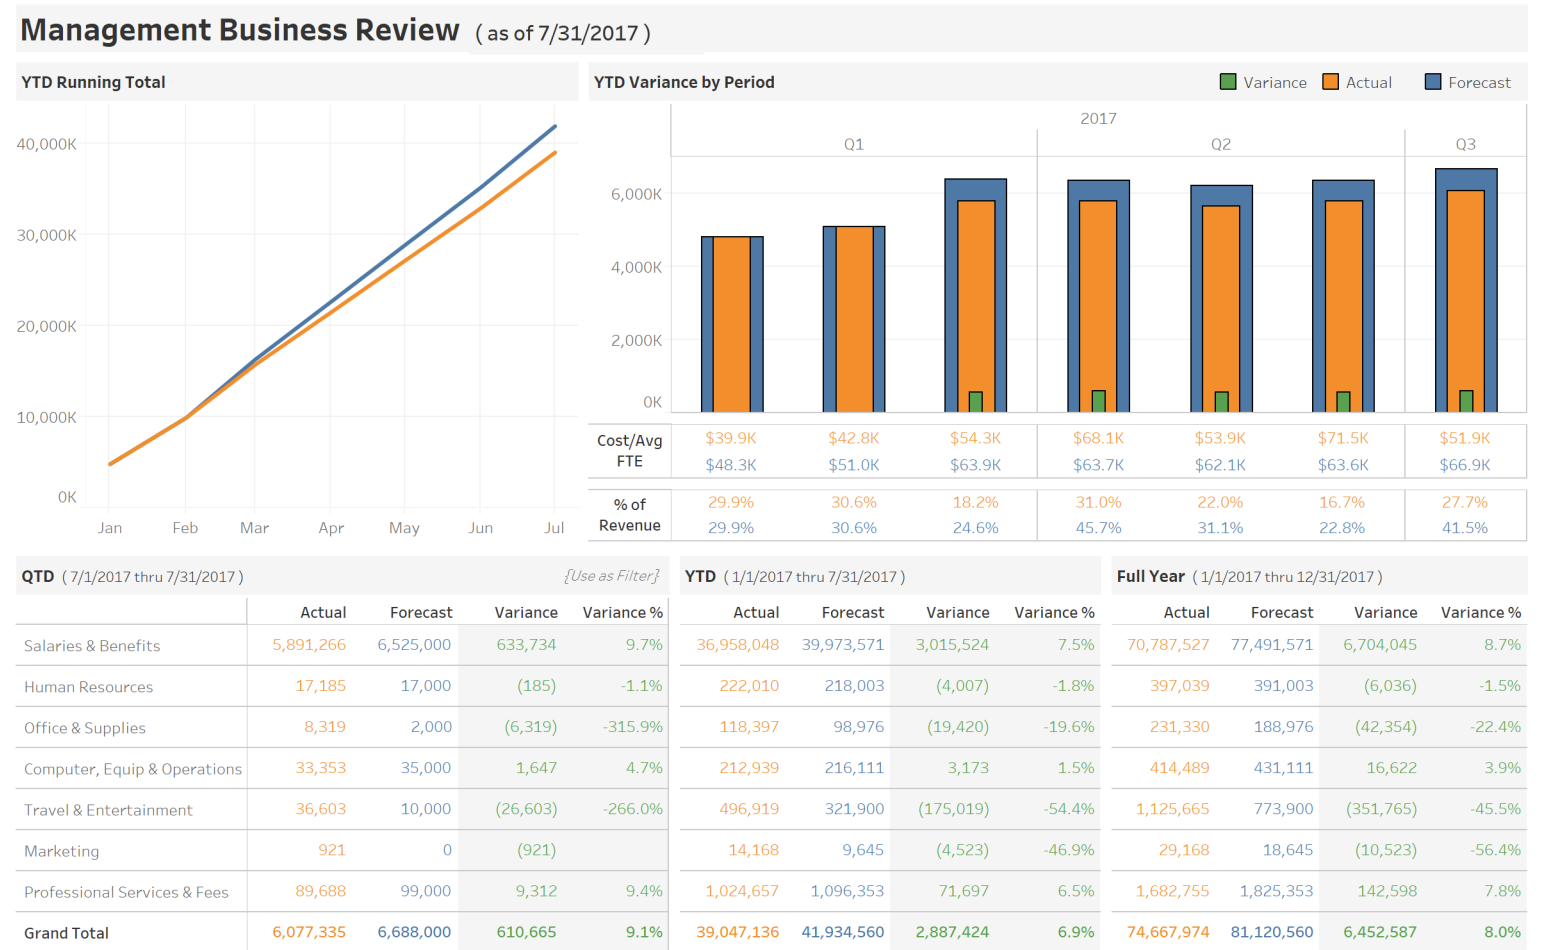 Management Business Review ( as of 7/31/2017 )
YTD Running Total
40,000K
30,000K
20,000K
10,000K
0K
Jan Feb Mar Apr May Jun Jul
YTD Variance by Period Variance Actual Forecast
2017
Q1 Q2 Q3
6,000K
4,000K
2,000K
0K
Cost/Avg FTE
$39.9K $42.8K $54.3K $68.1K $53.9K $71.5K $51.9K
$48.3K $51.0K $63.9K $63.7K $62.1K $63.6K $66.9K
% of Revenue
29.9% 30.6% 18.2% 31.0% 22.0% 16.7% 27.7%
29.9% 30.6% 24.6% 45.7% 31.1% 22.8% 41.5%
QTD ( 7/1/2017 thru 7/31/2017 ) {Use as Filter} YTD ( 1/1/2017 thru 7/31/2017 ) Full Year ( 1/1/2017 thru 12/31/2017 )
Actual Forecast Variance Variance % Actual Forecast Variance Variance % Actual Forecast Variance Variance %
Salaries & Benefits 5,891,266 6,525,000 633,734 9.7% 36,958,048 39,973,571 3,015,524 7.5% 70,787,527 77,491,571 6,704,045 8.7%
Human Resources 17,185 17,000 (185) -1.1% 222,010 218,003 (4,007) -1.8% 397,039 391,003 (6,036) -1.5%
Office & Supplies 8,319 2,000 (6,319) -315.9% 118,397 98,976 (19,420) -19.6% 231,330 188,976 (42,354) -22.4%
Computer, Equip & Operations 33,353 35,000 1,647 4.7% 212,939 216,111 3,173 1.5% 414,489 431,111 16,622 3.9%
Travel & Entertainment 36,603 10,000 (26,603) -266.0% 496,919 321,900 (175,019) -54.4% 1,125,665 773,900 (351,765) -45.5%
Marketing 921 0 (921) 14,168 9,645 (4,523) -46.9% 29,168 18,645 (10,523) -56.4%
Professional Services & Fees 89,688 99,000 9,312 9.4% 1,024,657 1,096,353 71,697 6.5% 1,682,755 1,825,353 142,598 7.8%
Grand Total 6,077,335 6,688,000 610,665 9.1% 39,047,136 41,934,560 2,887,424 6.9% 74,667,974 81,120,560 6,452,587 8.0%